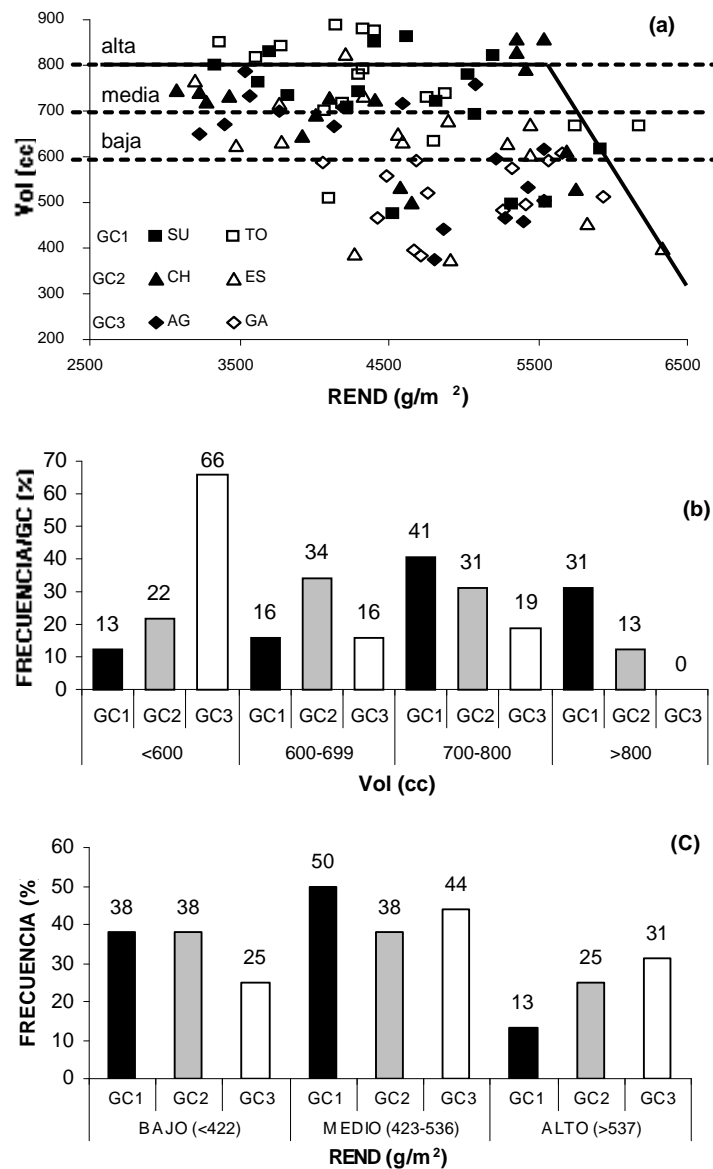 (a)
900
800
700
600
500
400
300
200
Vol (cc)
alta
media
baja
GC1 SU TO
GC2 CH ES
GC3 AG GA
2500 3500 4500 5500 6500
REND (g/m ²)
(b)
FRECUENCIA/GC (%)
70
60
50
40
30
20
10
0
13 22 66 16 34 16 41 31 19 31 13 0
GC1 GC2 GC3 GC1 GC2 GC3 GC1 GC2 GC3 GC1 GC2 GC3
<600 600-699 700-800 >800
Vol (cc)
(C)
FRECUENCIA (%
60
50
40
30
20
10
0
38 38 25 50 38 44 13 25 31
GC1 GC2 GC3 GC1 GC2 GC3 GC1 GC2 GC3
BAJO (<422) MEDIO (423-536) ALTO (>537)
REND (g/m²)